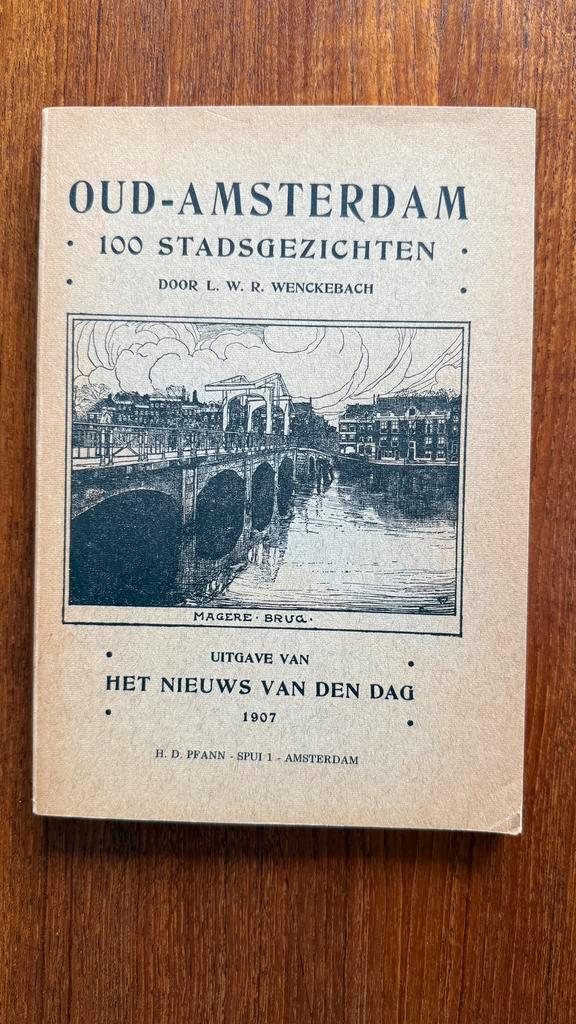 OUD-AMSTERDAM
· 100 STADSGEZICHTEN ·
· DOOR L. W. R. WENCKEBACH ·
MAGERE · BRUG ·
· UITGAVE VAN ·
HET NIEUWS VAN DEN DAG
· 1907 ·
H. D. PFANN - SPUI 1 - AMSTERDAM